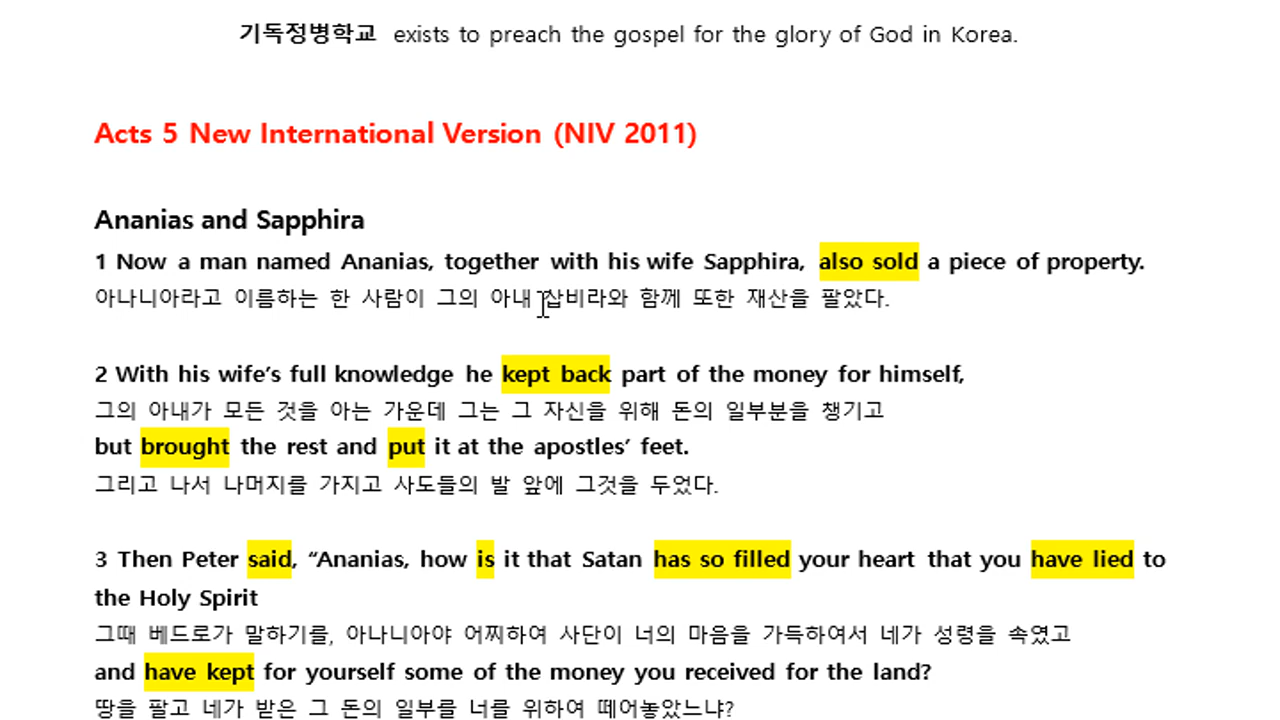 기독정병학교 exists to preach the gospel for the glory of God in Korea.
Acts 5 New International Version (NIV 2011)
Ananias and Sapphira
1 Now a man named Ananias, together with his wife Sapphira, also sold a piece of property.
아나니아라고 이름하는 한 사람이 그의 아내 삽비라와 함께 또한 재산을 팔았다.
2 With his wife’s full knowledge he kept back part of the money for himself,
그의 아내가 모든 것을 아는 가운데 그는 그 자신을 위해 돈의 일부분을 챙기고
but brought the rest and put it at the apostles’ feet.
그리고 나서 나머지를 가지고 사도들의 발 앞에 그것을 두었다.
3 Then Peter said, “Ananias, how is it that Satan has so filled your heart that you have lied to
the Holy Spirit
그때 베드로가 말하기를, 아나니아야 어찌하여 사단이 너의 마음을 가득하여서 네가 성령을 속였고
and have kept for yourself some of the money you received for the land?
땅을 팔고 네가 받은 그 돈의 일부를 너를 위하여 떼어놓았느냐?